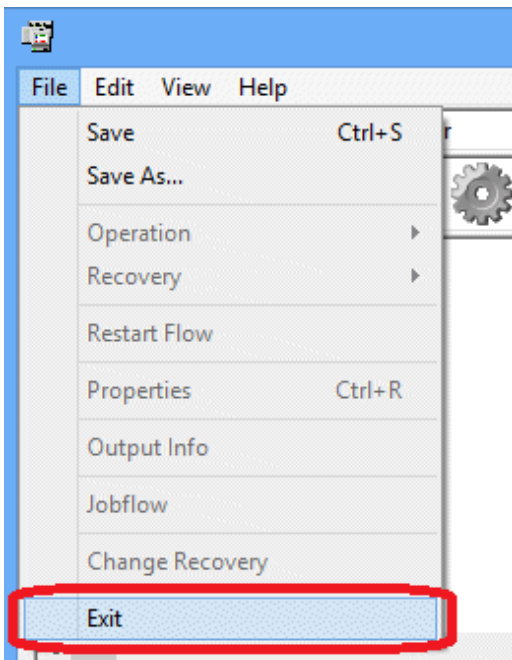 File Edit View Help
Save Ctrl+S
r
Save As...
Operation
Recovery
Restart Flow
Properties Ctrl+R
Output Info
Jobflow
Change Recovery
Exit